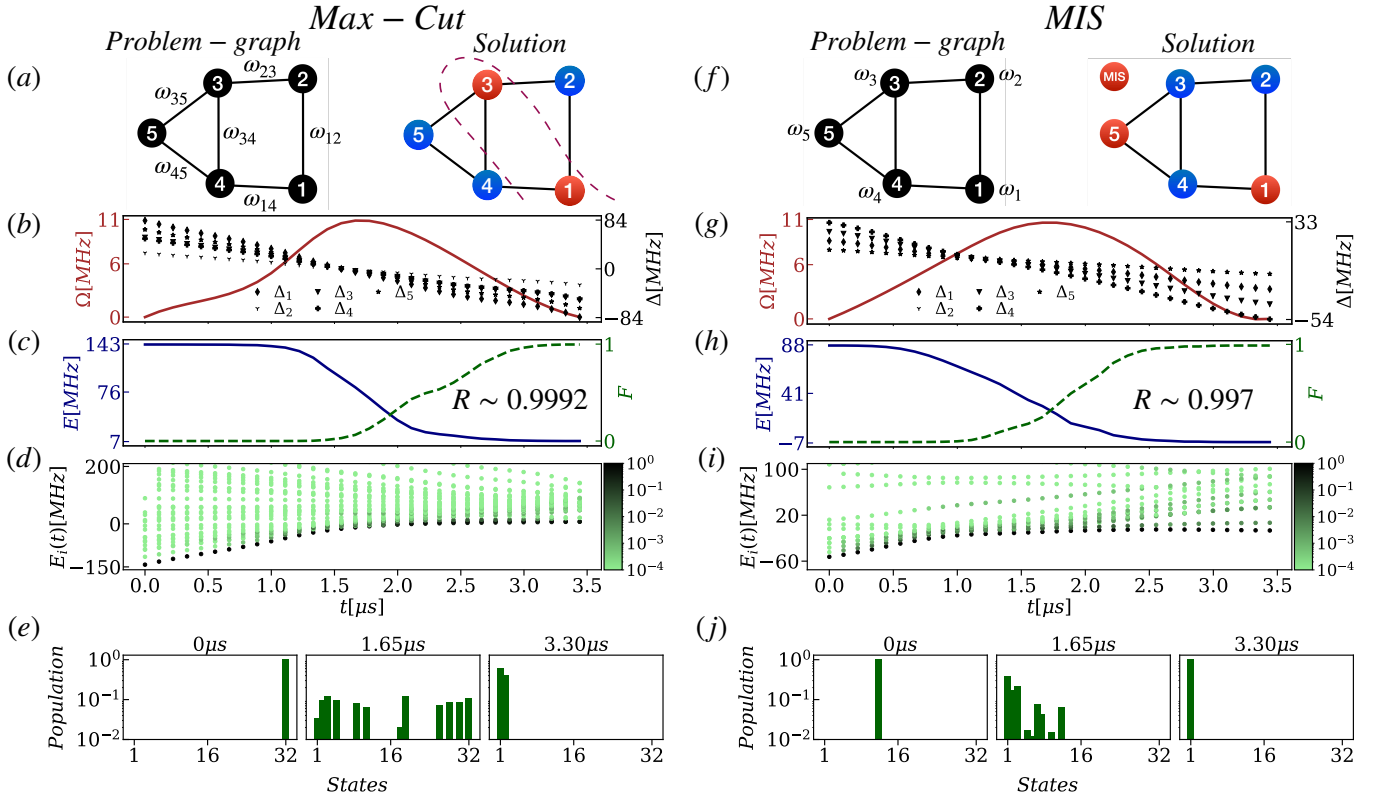 Max − Cut
MIS
Problem − graph
Solution
Problem − graph
Solution
(a)
ω23
3
2
ω35
5
ω34
ω12
ω45
4
1
ω14
3
2
5
4
1
(f)
ω3
3
2
ω2
ω5
5
ω4
4
1
ω1
MIS
3
2
5
4
1
(b)
Ω[MHz]
11
6
0
Δ1
Δ3
Δ5
Δ2
Δ4
84
0
−84
Δ[MHz]
(g)
Ω[MHz]
11
6
0
Δ1
Δ3
Δ5
Δ2
Δ4
33
−54
Δ[MHz]
(c)
E[MHz]
143
76
7
R ∼ 0.9992
1
0
F
(h)
E[MHz]
88
41
−7
R ∼ 0.997
1
0
F
(d)
Ei(t)[MHz]
200
0
−150
10^0
10^-1
10^-2
10^-3
10^-4
0.0 0.5 1.0 1.5 2.0 2.5 3.0 3.5
t[μs]
(i)
Ei(t)[MHz]
100
20
−60
10^0
10^-1
10^-2
10^-3
10^-4
0.0 0.5 1.0 1.5 2.0 2.5 3.0 3.5
t[μs]
(e)
0μs
1.65μs
3.30μs
Population
10^0
10^-1
10^-2
1 16 32 1 16 32 1 16 32
States
(j)
0μs
1.65μs
3.30μs
Population
10^0
10^-1
10^-2
1 16 32 1 16 32 1 16 32
States